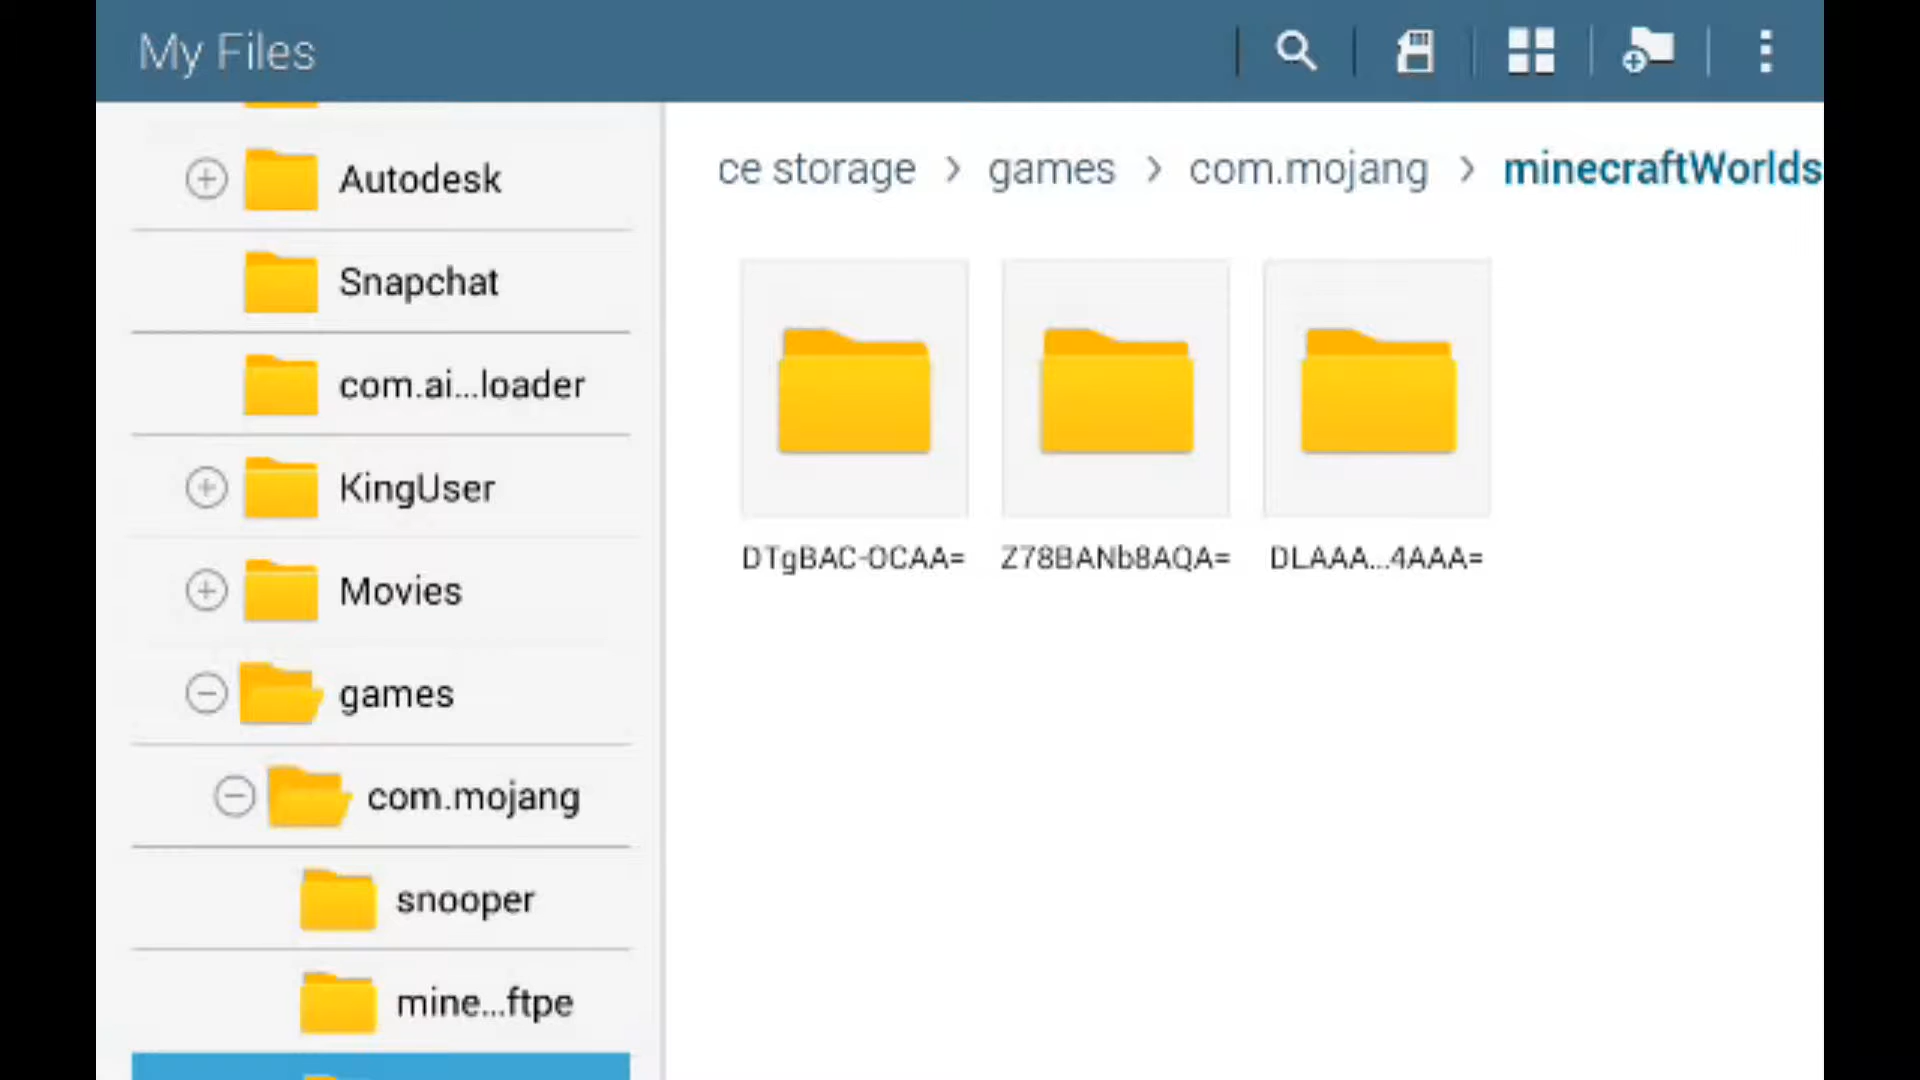 My Files
Autodesk
Snapchat
com.ai...loader
KingUser
Movies
games
com.mojang
snooper
mine...ftpe
ce storage > games > com.mojang > minecraftWorlds
DTgBAC-OCAA=
Z78BANb8AQA=
DLAAA...4AAA=